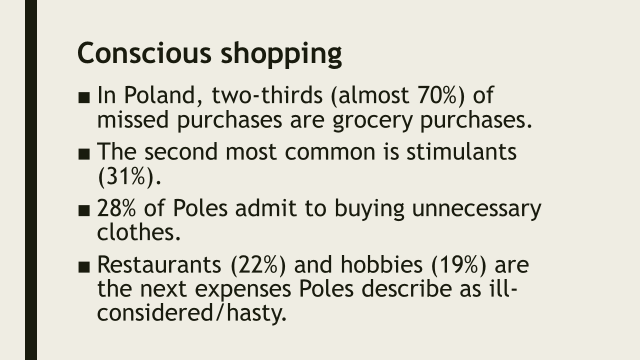 Conscious shopping
■ In Poland, two-thirds (almost 70%) of
missed purchases are grocery purchases.
■ The second most common is stimulants
(31%).
■ 28% of Poles admit to buying unnecessary
clothes.
■ Restaurants (22%) and hobbies (19%) are
the next expenses Poles describe as ill-
considered/hasty.